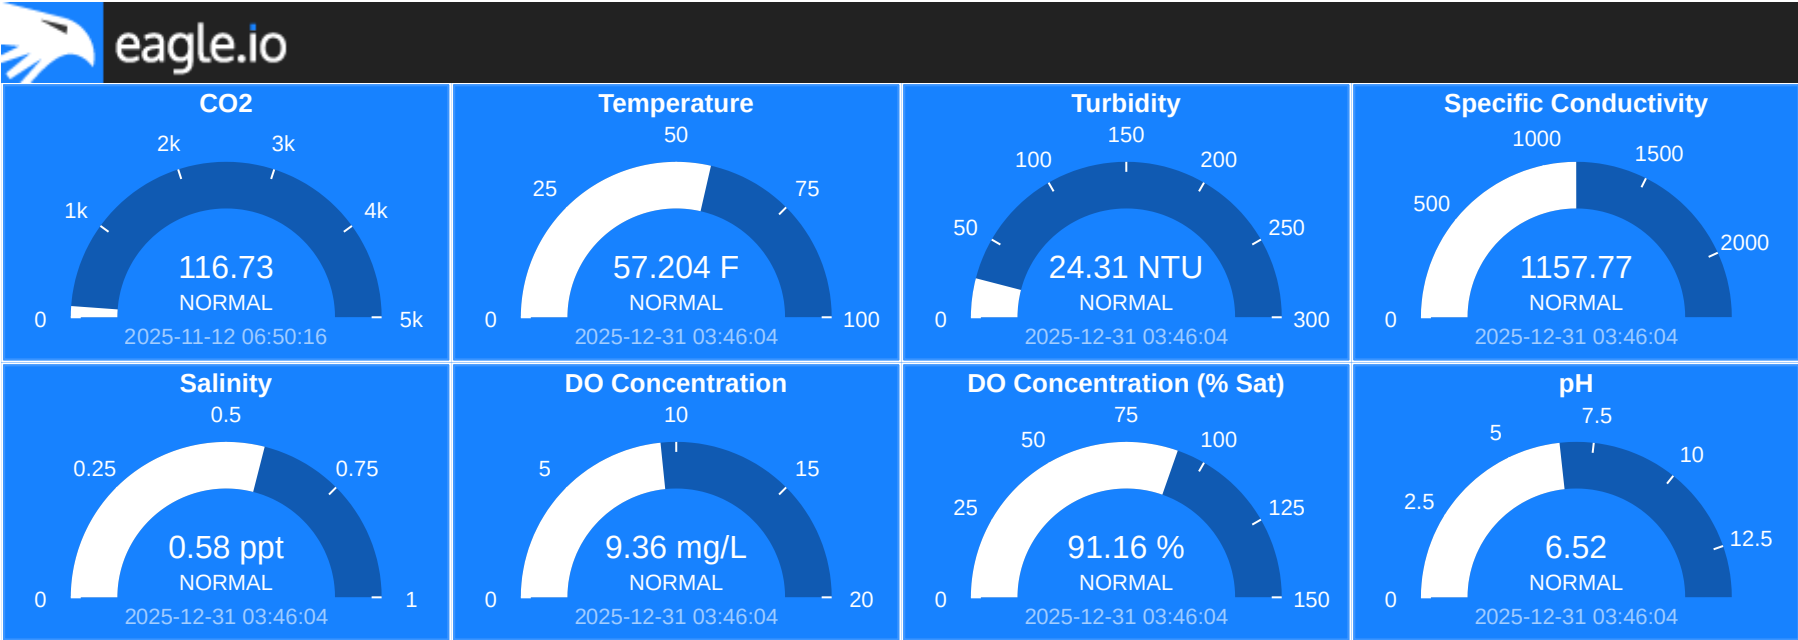 eagle.io
CO2
0
1k
2k
3k
4k
5k
116.73
NORMAL
2025-11-12 06:50:16
Temperature
0
25
50
75
100
57.204 F
NORMAL
2025-12-31 03:46:04
Turbidity
0
50
100
150
200
250
300
24.31 NTU
NORMAL
2025-12-31 03:46:04
Specific Conductivity
0
500
1000
1500
2000
1157.77
NORMAL
2025-12-31 03:46:04
Salinity
0
0.25
0.5
0.75
1
0.58 ppt
NORMAL
2025-12-31 03:46:04
DO Concentration
0
5
10
15
20
9.36 mg/L
NORMAL
2025-12-31 03:46:04
DO Concentration (% Sat)
0
25
50
75
100
125
150
91.16 %
NORMAL
2025-12-31 03:46:04
pH
0
2.5
5
7.5
10
12.5
6.52
NORMAL
2025-12-31 03:46:04